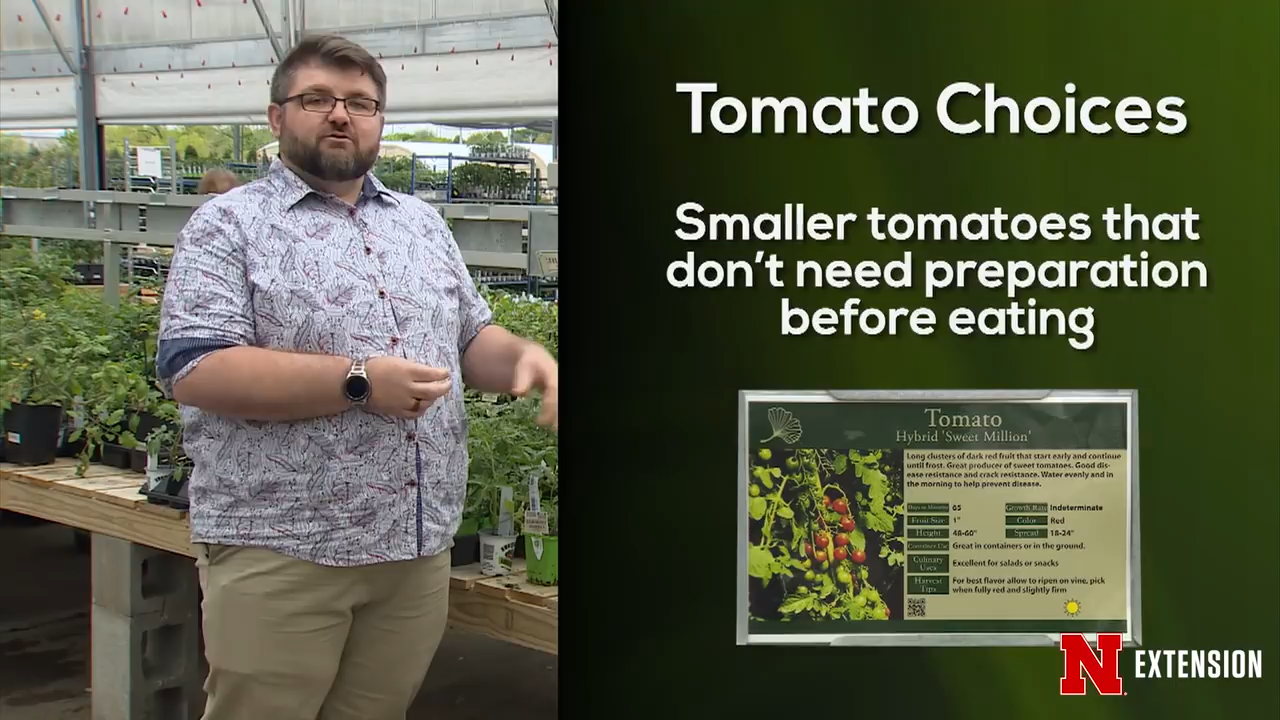 Tomato Choices
Smaller tomatoes that
don't need preparation
before eating
Tomato
Hybrid 'Sweet Million'
Long clusters of dark red fruit that start early and continue
until frost. Great producer of sweet tomatoes. Good dis-
ease resistance and crack resistance. Water evenly and in
the morning to help prevent disease.
Days to Maturity 65 Growth Rate Indeterminate
Fruit Size 1" Color Red
Height 48-60" Spread 18-24"
Container Use Great in containers or in the ground.
Culinary
Uses Excellent for salads or snacks
Harvest
Tips For best flavor allow to ripen on vine, pick
when fully red and slightly firm
N EXTENSION